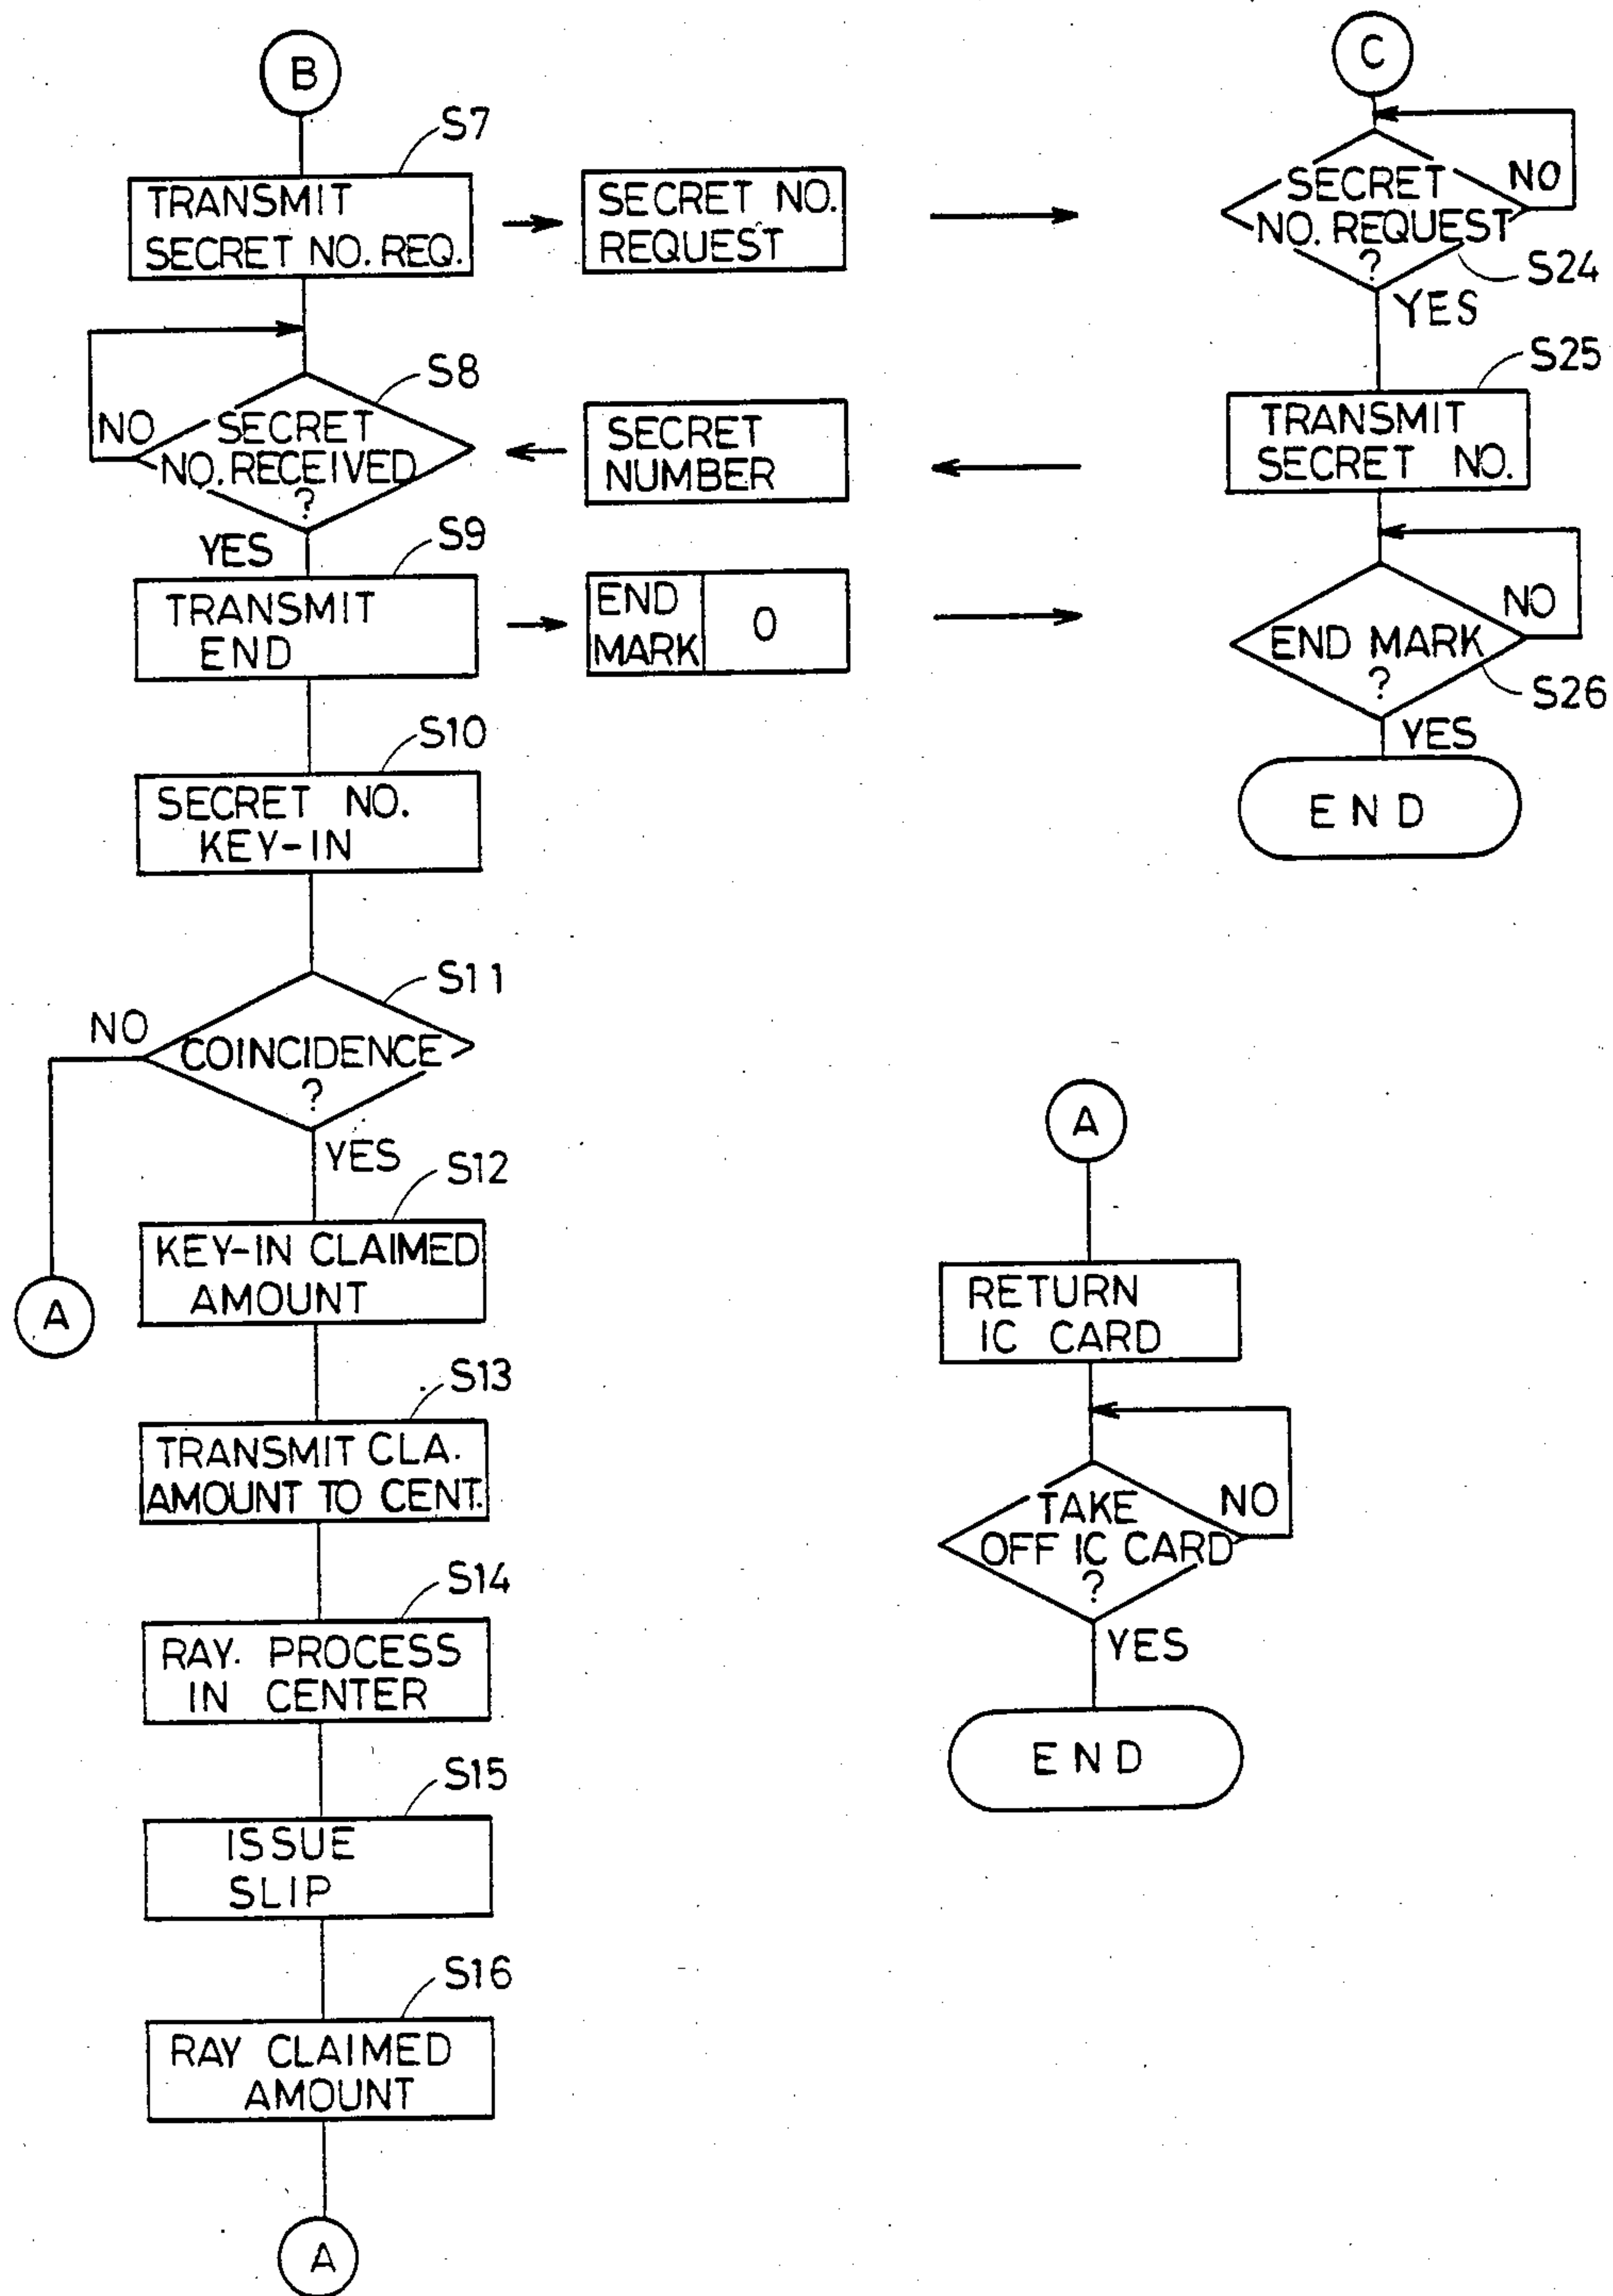 B
S7
TRANSMIT
SECRET NO. REQ.
SECRET NO.
REQUEST
S8
NO
SECRET
NO. RECEIVED
?
YES
SECRET
NUMBER
S9
TRANSMIT
END
END
MARK
0
S10
SECRET NO.
KEY-IN
S11
NO
COINCIDENCE
?
YES
A
S12
KEY-IN CLAIMED
AMOUNT
S13
TRANSMIT CLA.
AMOUNT TO CENT.
S14
RAY. PROCESS
IN CENTER
S15
ISSUE
SLIP
S16
RAY CLAIMED
AMOUNT
A
C
SECRET
NO. REQUEST
?
NO
S24
YES
S25
TRANSMIT
SECRET NO.
NO
END MARK
?
S26
YES
END
A
RETURN
IC CARD
TAKE
OFF IC CARD
?
NO
YES
END